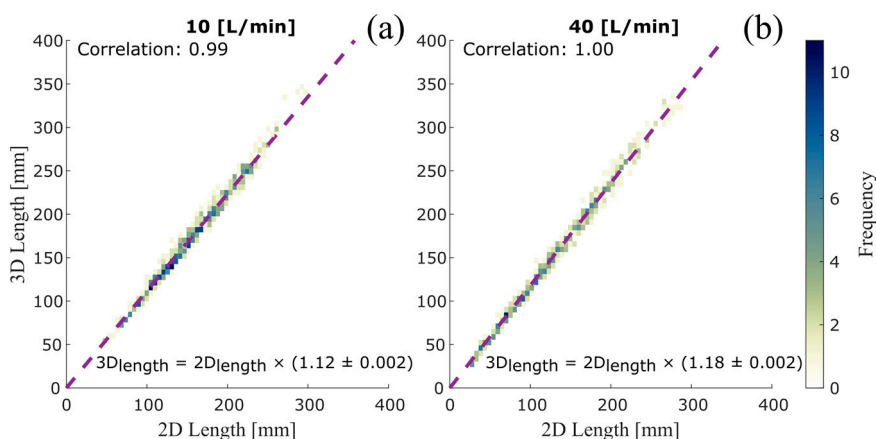 10 [L/min]
(a)
Correlation: 0.99
400
350
300
250
200
150
100
50
0
3D Length [mm]
3Dlength = 2Dlength × (1.12 ± 0.002)
0 100 200 300 400
2D Length [mm]
40 [L/min]
(b)
Correlation: 1.00
400
350
300
250
200
150
100
50
0
3Dlength = 2Dlength × (1.18 ± 0.002)
0 100 200 300 400
2D Length [mm]
10
8
6
4
2
0
Frequency